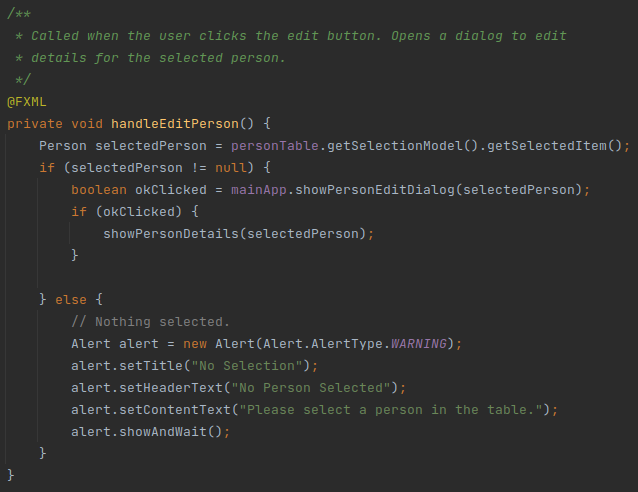 /**
 * Called when the user clicks the edit button. Opens a dialog to edit
 * details for the selected person.
 */
@FXML
private void handleEditPerson() {
    Person selectedPerson = personTable.getSelectionModel().getSelectedItem();
    if (selectedPerson != null) {
        boolean okClicked = mainApp.showPersonEditDialog(selectedPerson);
        if (okClicked) {
            showPersonDetails(selectedPerson);
        }

    } else {
        // Nothing selected.
        Alert alert = new Alert(Alert.AlertType.WARNING);
        alert.setTitle("No Selection");
        alert.setHeaderText("No Person Selected");
        alert.setContentText("Please select a person in the table.");
        alert.showAndWait();
    }
}